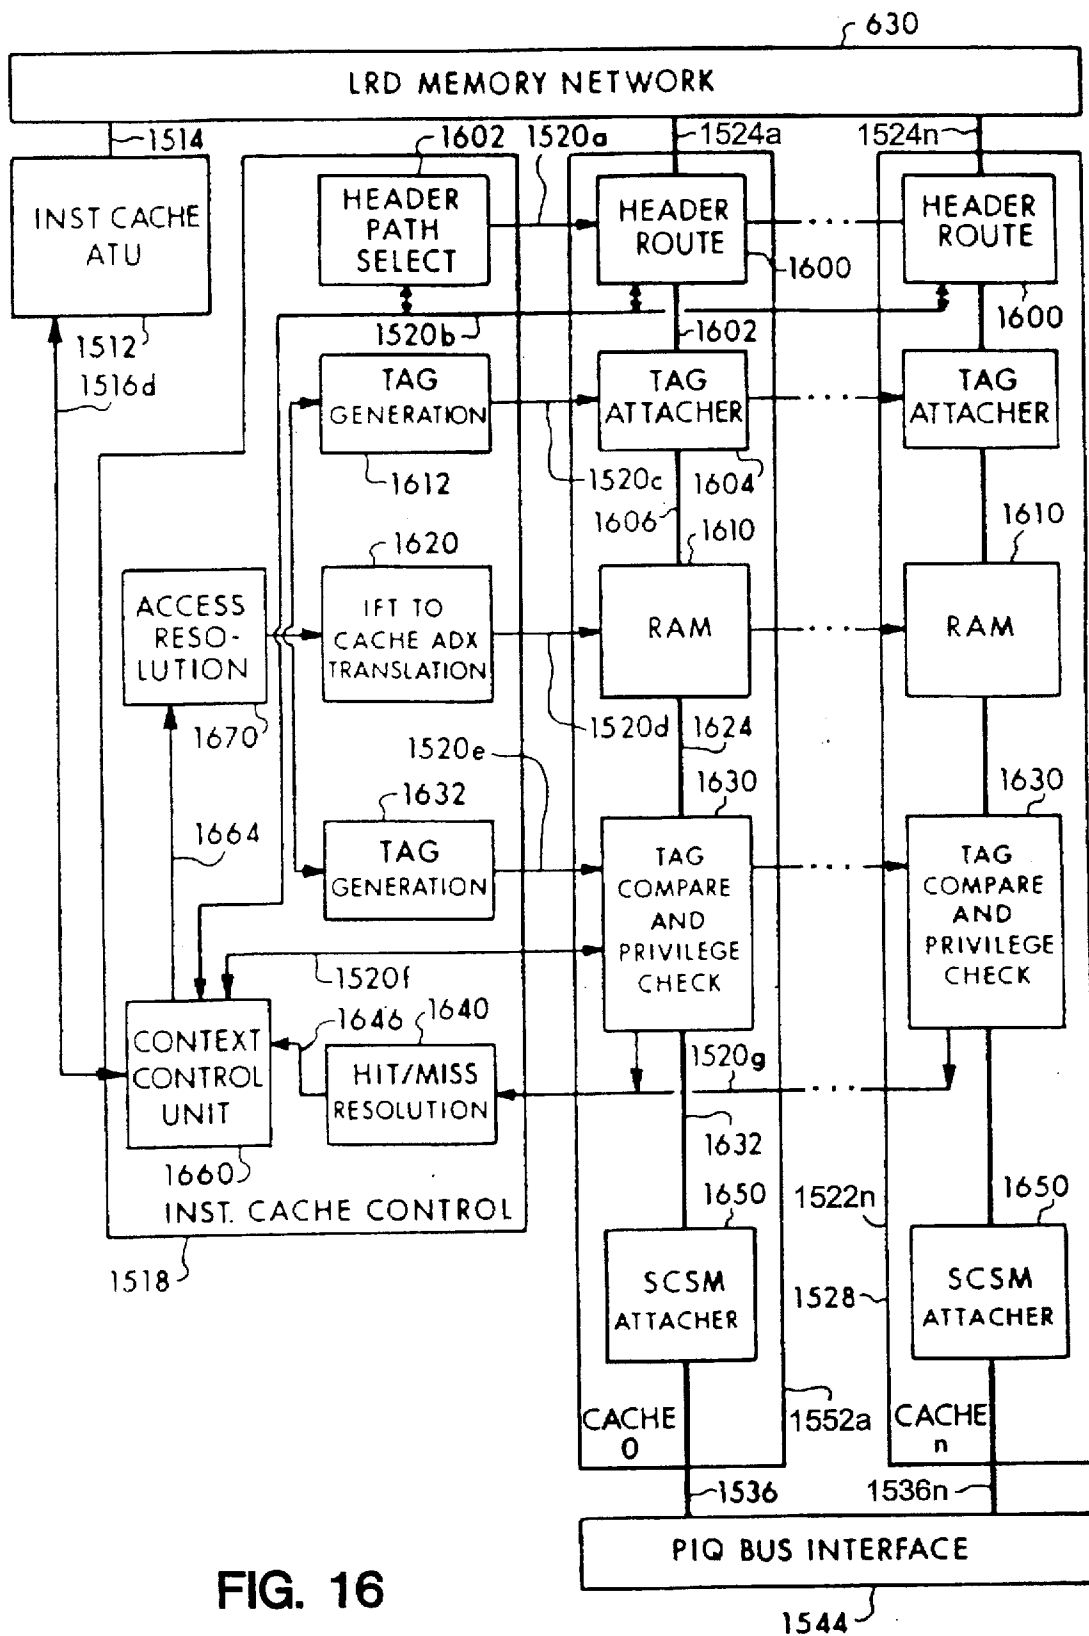 630
LRD MEMORY NETWORK
1514
1602
1520a
1524a
1524n
INST CACHE
ATU
HEADER
PATH
SELECT
HEADER
ROUTE
HEADER
ROUTE
1600
1600
1512
1520b
1602
1516d
TAG
GENERATION
TAG
ATTACHER
TAG
ATTACHER
1612
1520c
1604
1606
1610
1610
1620
ACCESS
RESO-
LUTION
IFT TO
CACHE ADX
TRANSLATION
RAM
RAM
1670
1520d
1624
1520e
1632
1630
1630
1664
TAG
GENERATION
TAG
COMPARE
AND
PRIVILEGE
CHECK
TAG
COMPARE
AND
PRIVILEGE
CHECK
1520f
1646
1640
1520g
CONTEXT
CONTROL
UNIT
HIT/MISS
RESOLUTION
1632
1660
INST. CACHE CONTROL
1650
1522n
1650
1518
SCSM
ATTACHER
1528
SCSM
ATTACHER
CACHE
0
1552a
CACHE
n
1536
1536n
PIQ BUS INTERFACE
FIG. 16
1544